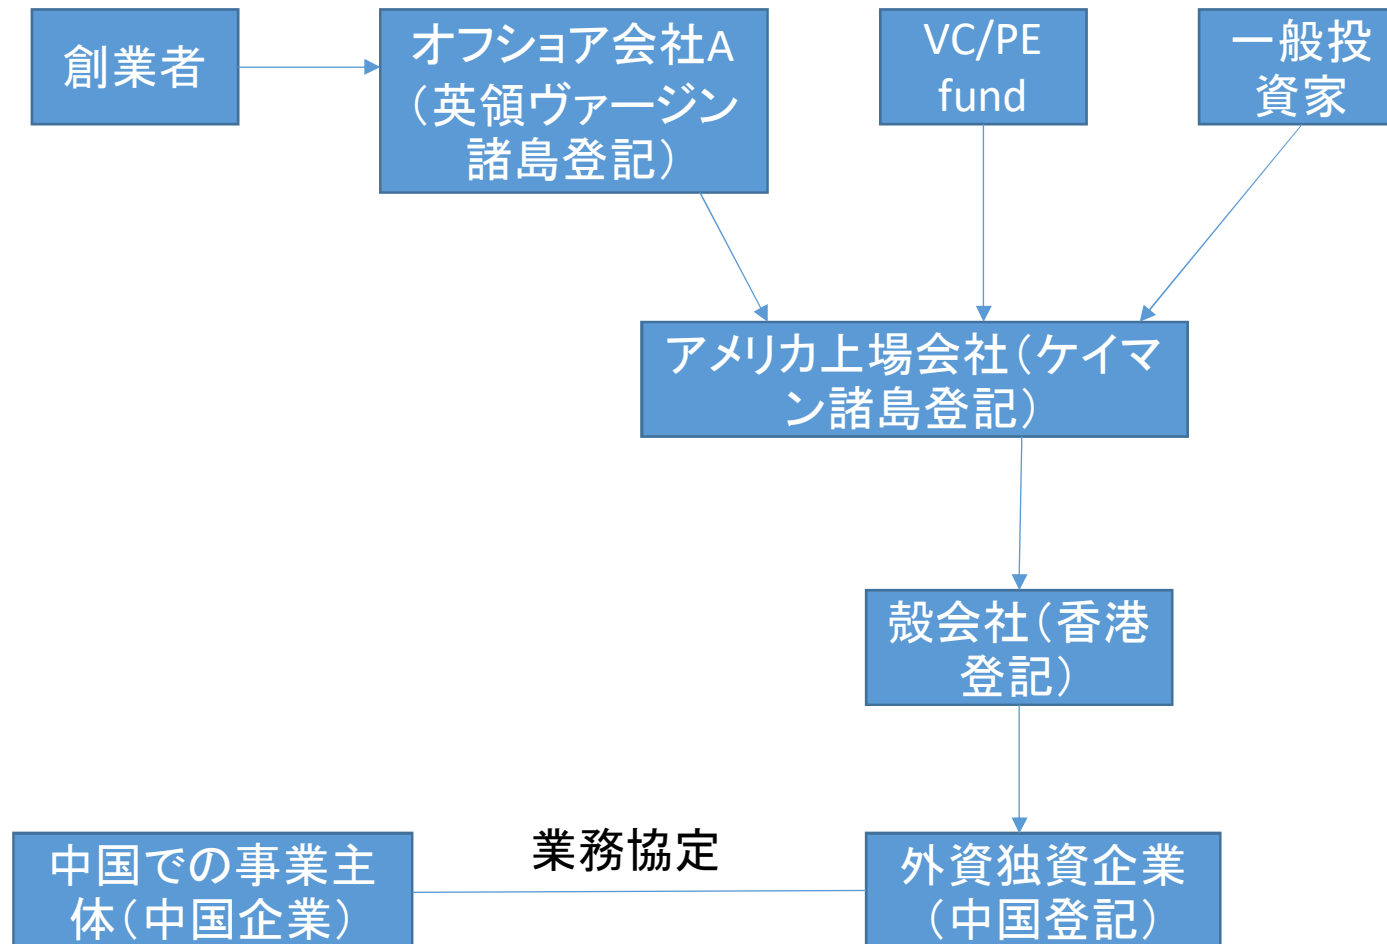 創業者
オフショア会社A
（英領ヴァージン
諸島登記）
VC/PE
fund
一般投
資家
アメリカ上場会社（ケイマ
ン諸島登記）
殻会社（香港
登記）
業務協定
中国での事業主
体（中国企業）
外資独資企業
（中国登記）